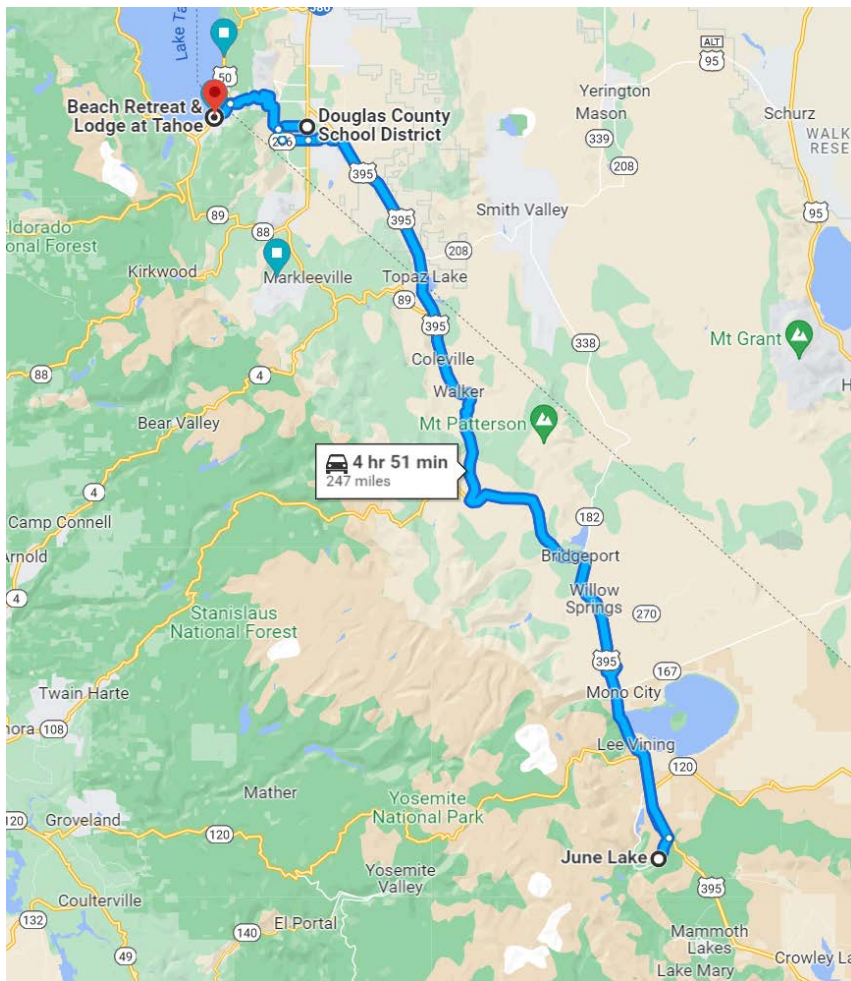 580
ALT
95
Lake Ta
50
Yerington
Beach Retreat &
Lodge at Tahoe
Douglas County
School District
Mason
Schurz
WALK
RESE
339
208
395
Smith Valley
95
395
89
ldorado
onal Forest
88
208
Kirkwood
Markleeville
Topaz Lake
89
395
338
Mt Grant
Coleville
H
88
4
Walker
Bear Valley
Mt Patterson
4 hr 51 min
247 miles
4
Camp Connell
182
Arnold
Bridgeport
4
Willow
Springs
Stanislaus
National Forest
270
395
167
Twain Harte
Mono City
nora
108
Lee Vining
120
Mather
Yosemite
National Park
120
Groveland
120
June Lake
Yosemite
Valley
395
Coulterville
132
El Portal
140
Mammoth
Lakes
49
Crowley La
Lake Mary